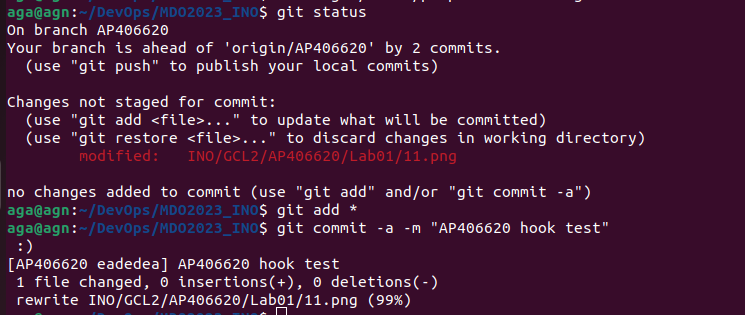 aga@agn:~/DevOps/MDO2023_INO$ git status
On branch AP406620
Your branch is ahead of 'origin/AP406620' by 2 commits.
  (use "git push" to publish your local commits)

Changes not staged for commit:
  (use "git add <file>..." to update what will be committed)
  (use "git restore <file>..." to discard changes in working directory)
        modified:   INO/GCL2/AP406620/Lab01/11.png

no changes added to commit (use "git add" and/or "git commit -a")
aga@agn:~/DevOps/MDO2023_INO$ git add *
aga@agn:~/DevOps/MDO2023_INO$ git commit -a -m "AP406620 hook test"
 :)
[AP406620 eadedea] AP406620 hook test
 1 file changed, 0 insertions(+), 0 deletions(-)
 rewrite INO/GCL2/AP406620/Lab01/11.png (99%)